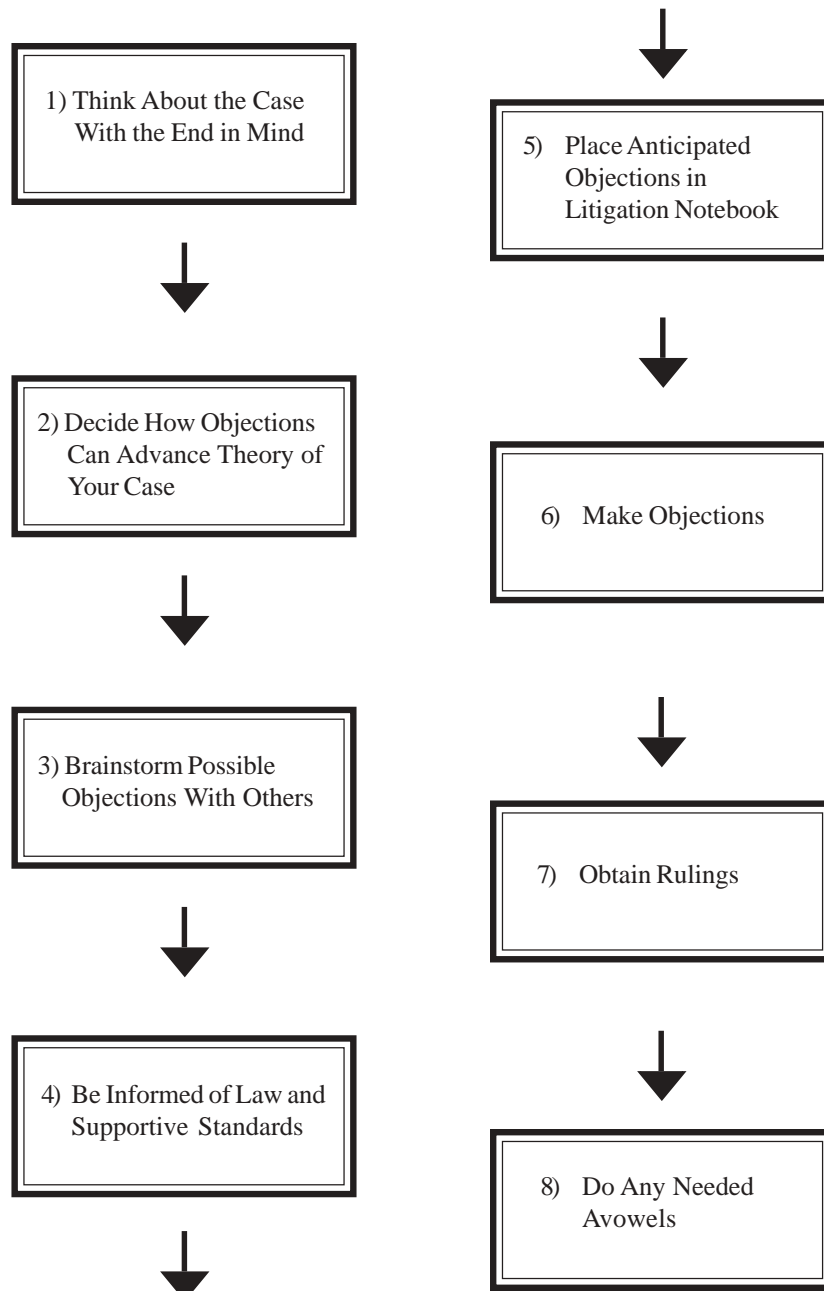 1) Think About the Case
With the End in Mind
2) Decide How Objections
Can Advance Theory of
Your Case
3) Brainstorm Possible
Objections With Others
4) Be Informed of Law and
Supportive Standards
5) Place Anticipated
Objections in
Litigation Notebook
6) Make Objections
7) Obtain Rulings
8) Do Any Needed
Avowels